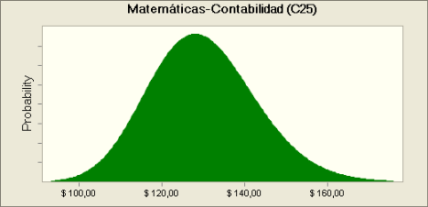 Matemáticas-Contabilidad (C25)
Probability
$ 100,00 $ 120,00 $ 140,00 $ 160,00